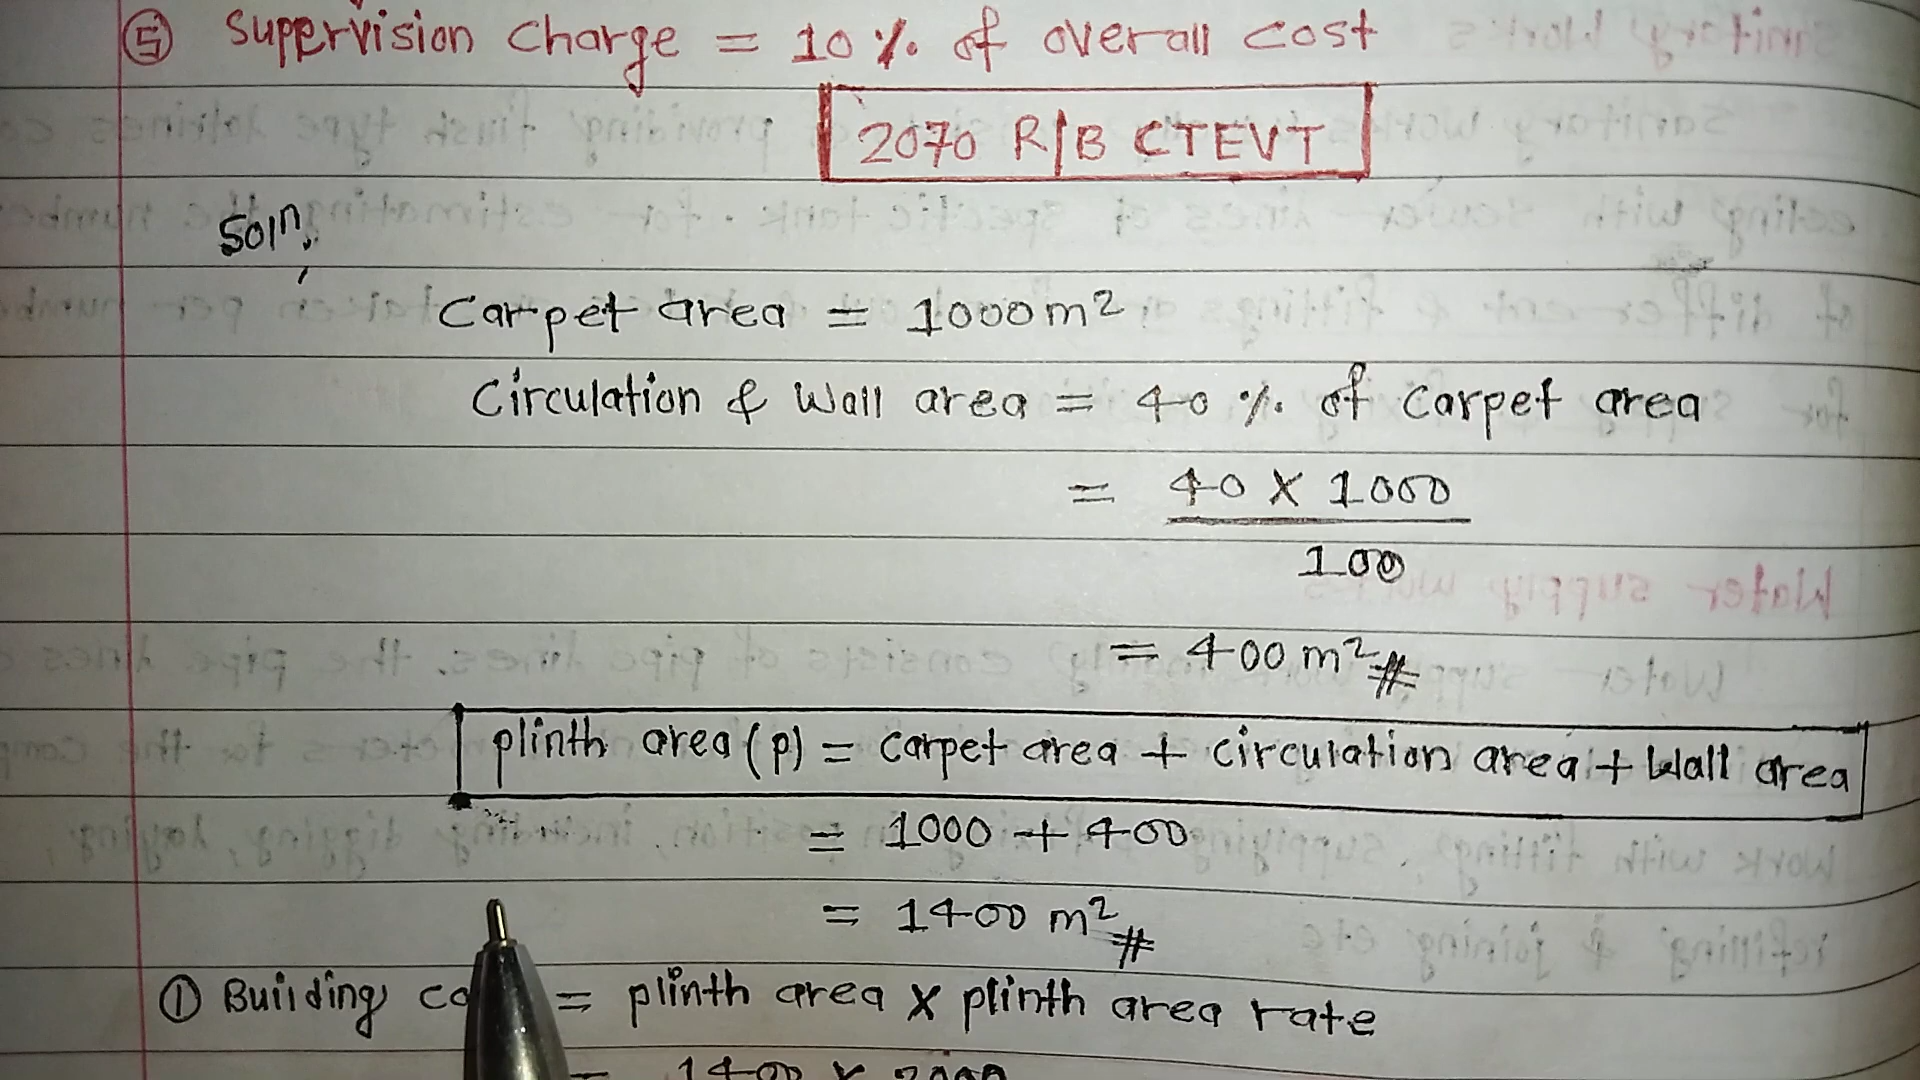 ⑤ Supervision charge = 10 % of overall cost
2070 R/B CTEVT
Soln,
Carpet area = 1000 m²
Circulation & Wall area = 40 % of carpet area
= 40 X 1000
100
= 400 m² #
plinth area (p) = carpet area + circulation area + Wall area
= 1000 + 400
= 1400 m² #
① Building = plinth area X plinth area rate
= 1400 X